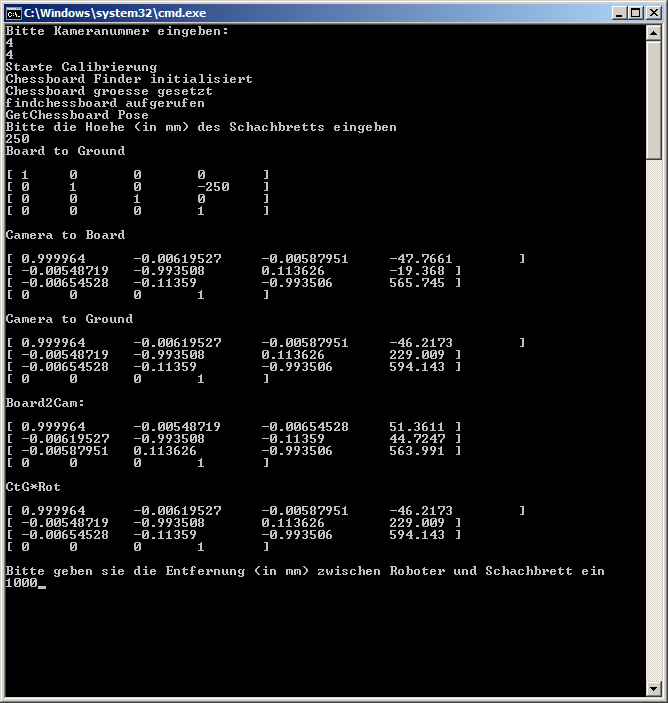 C:\Windows\system32\cmd.exe
Bitte Kameranummer eingeben:
4
4
Starte Calibrierung
Chessboard Finder initialisiert
Chessboard groesse gesetzt
findchessboard aufgerufen
GetChessboard Pose
Bitte die Hoehe (in mm) des Schachbretts eingeben
250
Board to Ground
[ 1 0 0 0 ]
[ 0 1 0 -250 ]
[ 0 0 1 0 ]
[ 0 0 0 1 ]
Camera to Board
[ 0.999964 -0.00619527 -0.00587951 -47.7661 ]
[ -0.00548719 -0.993508 0.113626 -19.368 ]
[ -0.00654528 -0.11359 -0.993506 565.745 ]
[ 0 0 0 1 ]
Camera to Ground
[ 0.999964 -0.00619527 -0.00587951 -46.2173 ]
[ -0.00548719 -0.993508 0.113626 229.009 ]
[ -0.00654528 -0.11359 -0.993506 594.143 ]
[ 0 0 0 1 ]
Board2Cam:
[ 0.999964 -0.00548719 -0.00654528 51.3611 ]
[ -0.00619527 -0.993508 -0.11359 44.7247 ]
[ -0.00587951 0.113626 -0.993506 563.991 ]
[ 0 0 0 1 ]
CtG*Rot
[ 0.999964 -0.00619527 -0.00587951 -46.2173 ]
[ -0.00548719 -0.993508 0.113626 229.009 ]
[ -0.00654528 -0.11359 -0.993506 594.143 ]
[ 0 0 0 1 ]
Bitte geben sie die Entfernung (in mm) zwischen Roboter und Schachbrett ein
1000_